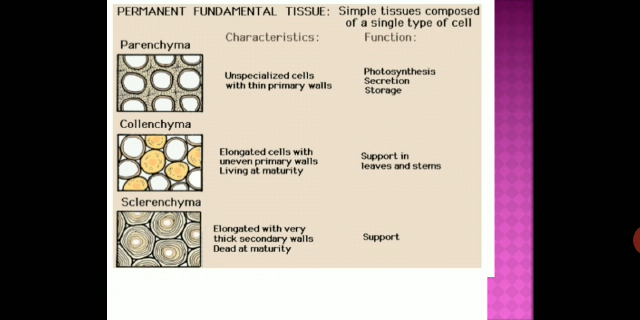 PERMANENT FUNDAMENTAL TISSUE: Simple tissues composed
of a single type of cell
Characteristics: Function:
Parenchyma
Unspecialized cells
with thin primary walls
Photosynthesis
Secretion
Storage
Collenchyma
Elongated cells with
uneven primary walls
Living at maturity
Support in
leaves and stems
Sclerenchyma
Elongated with very
thick secondary walls
Dead at maturity
Support